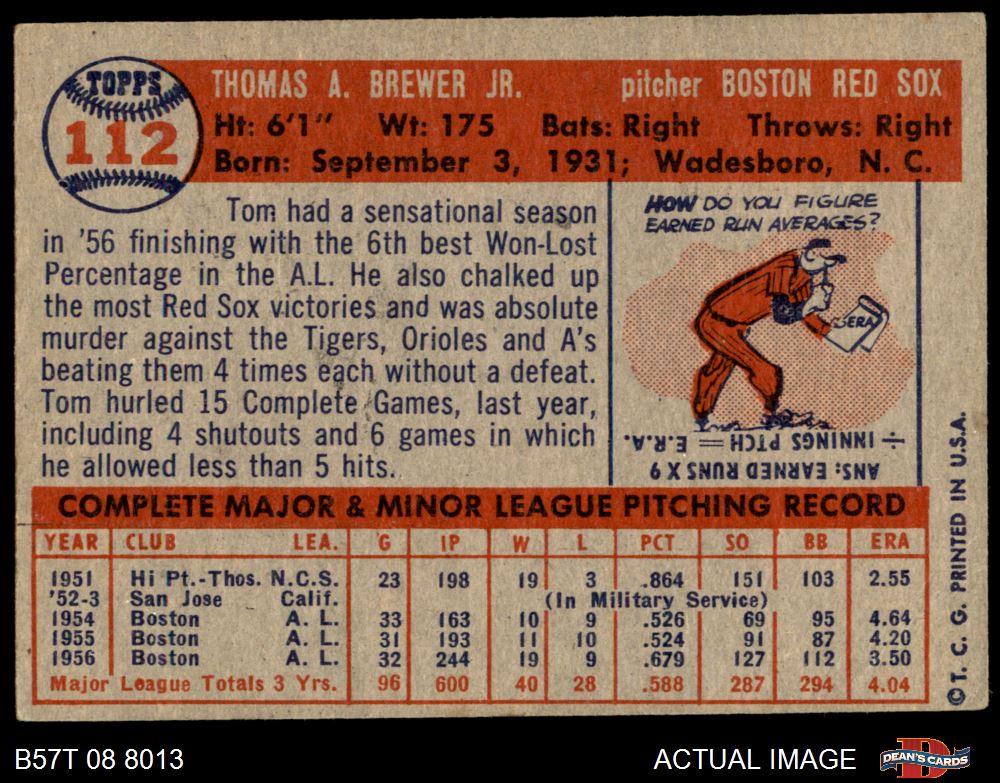 TOPPS
112
THOMAS A. BREWER JR. pitcher BOSTON RED SOX
Ht: 6'1" Wt: 175 Bats: Right Throws: Right
Born: September 3, 1931; Wadesboro, N. C.
Tom had a sensational season
in '56 finishing with the 6th best Won-Lost
Percentage in the A.L. He also chalked up
the most Red Sox victories and was absolute
murder against the Tigers, Orioles and A's
beating them 4 times each without a defeat.
Tom hurled 15 Complete Games, last year,
including 4 shutouts and 6 games in which
he allowed less than 5 hits.
HOW DO YOU FIGURE
EARNED RUN AVERAGES?
ERA
ANS: EARNED RUNS X 9
÷ INNINGS PTCH = E.R.A.
COMPLETE MAJOR & MINOR LEAGUE PITCHING RECORD
YEAR CLUB LEA. G IP W L PCT SO BB ERA
1951 Hi Pt.-Thos. N.C.S. 23 198 19 3 .864 151 103 2.55
'52-3 San Jose Calif. (In Military Service)
1954 Boston A. L. 33 163 10 9 .526 69 95 4.64
1955 Boston A. L. 31 193 11 10 .524 91 87 4.20
1956 Boston A. L. 32 244 19 9 .679 127 112 3.50
Major League Totals 3 Yrs. 96 600 40 28 .588 287 294 4.04
© T. C. G. PRINTED IN U.S.A.
B57T 08 8013 ACTUAL IMAGE
D
DEAN'S CARDS